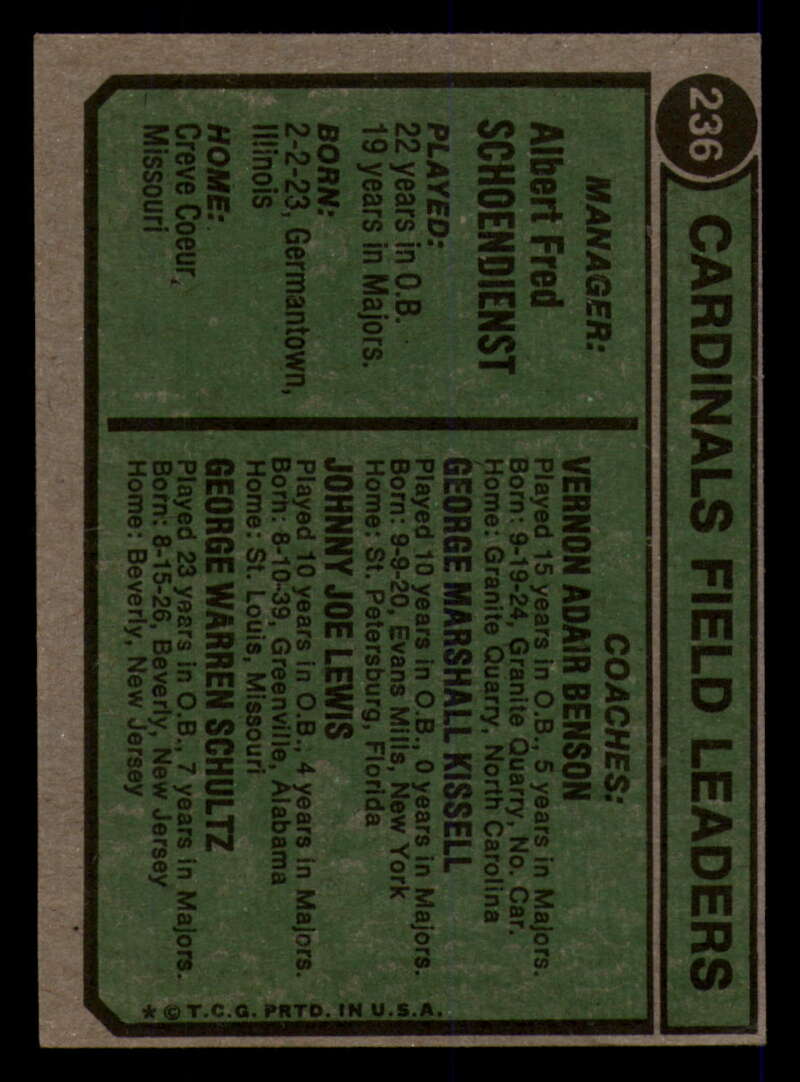 236
CARDINALS FIELD LEADERS
MANAGER:
Albert Fred
SCHOENDIENST
PLAYED:
22 years in O.B.
19 years in Majors.
BORN:
2-2-23, Germantown,
Illinois
HOME:
Creve Coeur,
Missouri
COACHES:
VERNON ADAIR BENSON
Played 15 years in O.B., 5 years in Majors.
Born: 9-19-24, Granite Quarry, No. Car.
Home: Granite Quarry, North Carolina
GEORGE MARSHALL KISSELL
Played 10 years in O.B., 0 years in Majors.
Born: 9-9-20, Evans Mills, New York
Home: St. Petersburg, Florida
JOHNNY JOE LEWIS
Played 10 years in O.B., 4 years in Majors.
Born: 8-10-39, Greenville, Alabama
Home: St. Louis, Missouri
GEORGE WARREN SCHULTZ
Played 23 years in O.B., 7 years in Majors.
Born: 8-15-26, Beverly, New Jersey
Home: Beverly, New Jersey
* © T.C.G. PRTD. IN U.S.A.